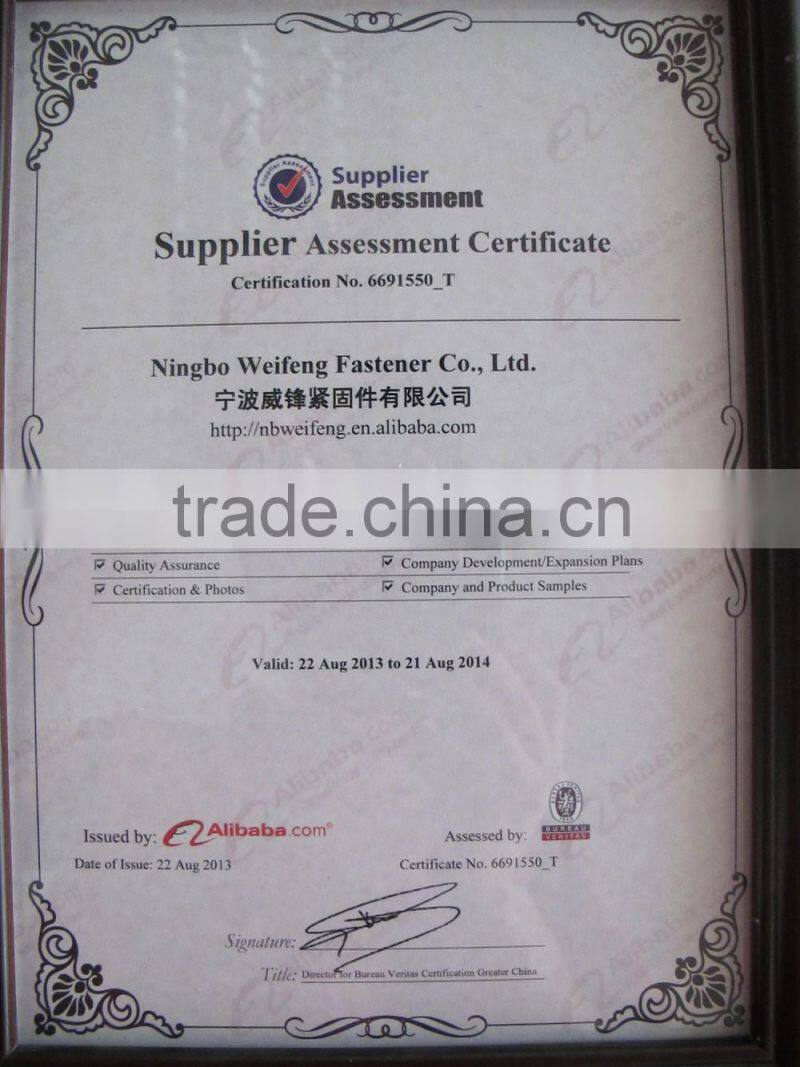 Supplier Assessment
Supplier
Assessment
Supplier Assessment Certificate
Certification No. 6691550_T
Ningbo Weifeng Fastener Co., Ltd.
宁波威锋紧固件有限公司
http://nbweifeng.en.alibaba.com
trade.china.cn
Quality Assurance
Company Development/Expansion Plans
Certification & Photos
Company and Product Samples
Valid: 22 Aug 2013 to 21 Aug 2014
Issued by: Alibaba.com®
Assessed by: BUREAU VERITAS
Date of Issue: 22 Aug 2013
Certificate No. 6691550_T
Signature:
Title: Director for Bureau Veritas Certification Greater China